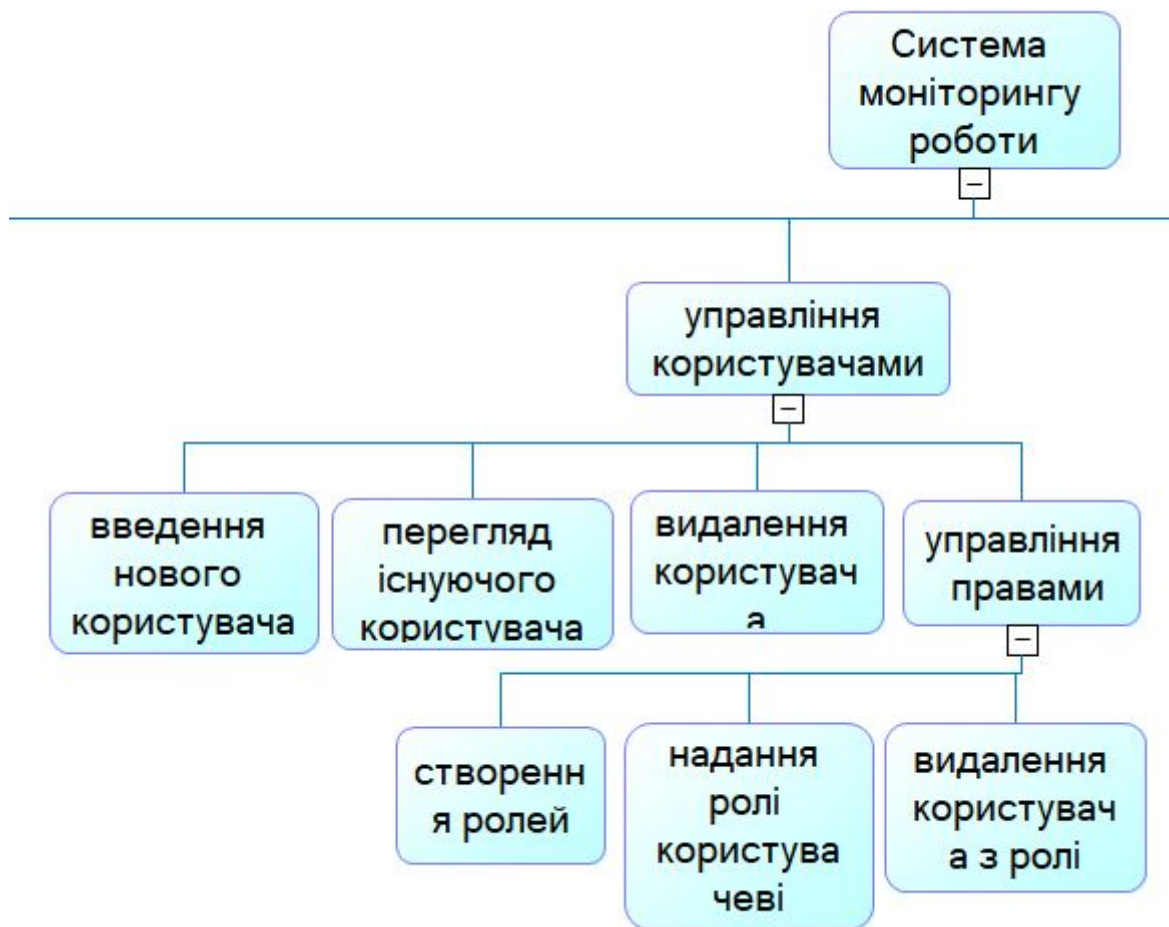 Система
моніторингу
роботи
управління
користувачами
введення
нового
користувача
перегляд
існуючого
користувача
видалення
користувач
а
управління
правами
створенн
я ролей
надання
ролі
користува
чеві
видалення
користувач
а з ролі